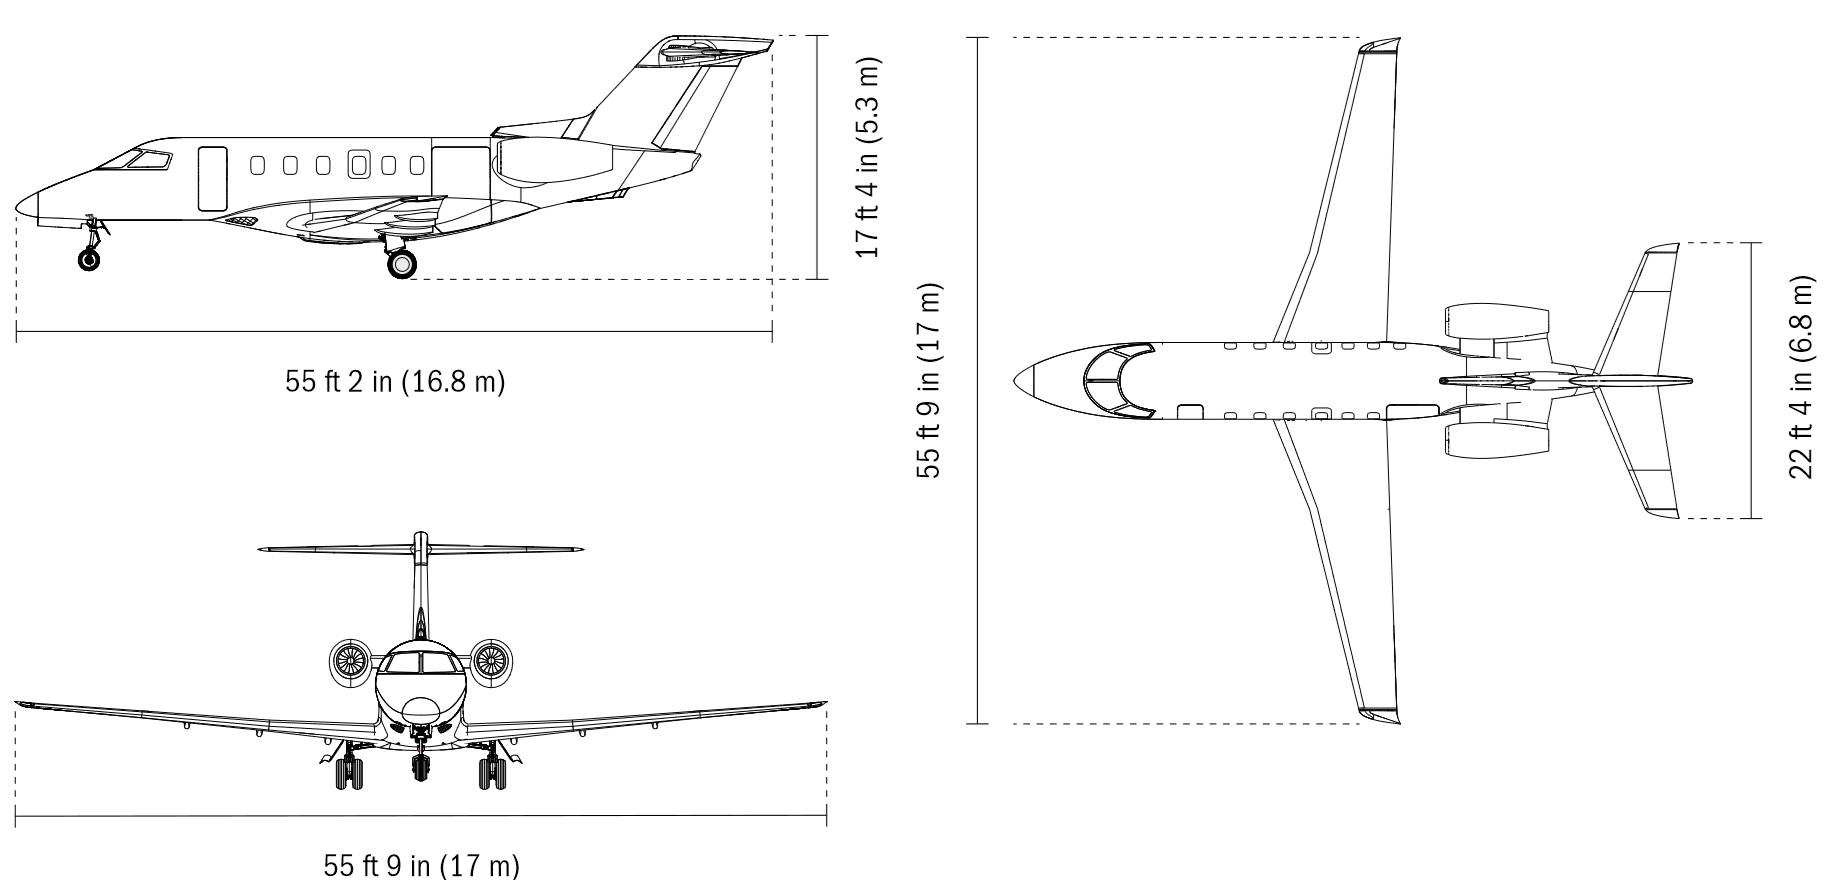 17 ft 4 in (5.3 m)
55 ft 2 in (16.8 m)
55 ft 9 in (17 m)
22 ft 4 in (6.8 m)
55 ft 9 in (17 m)